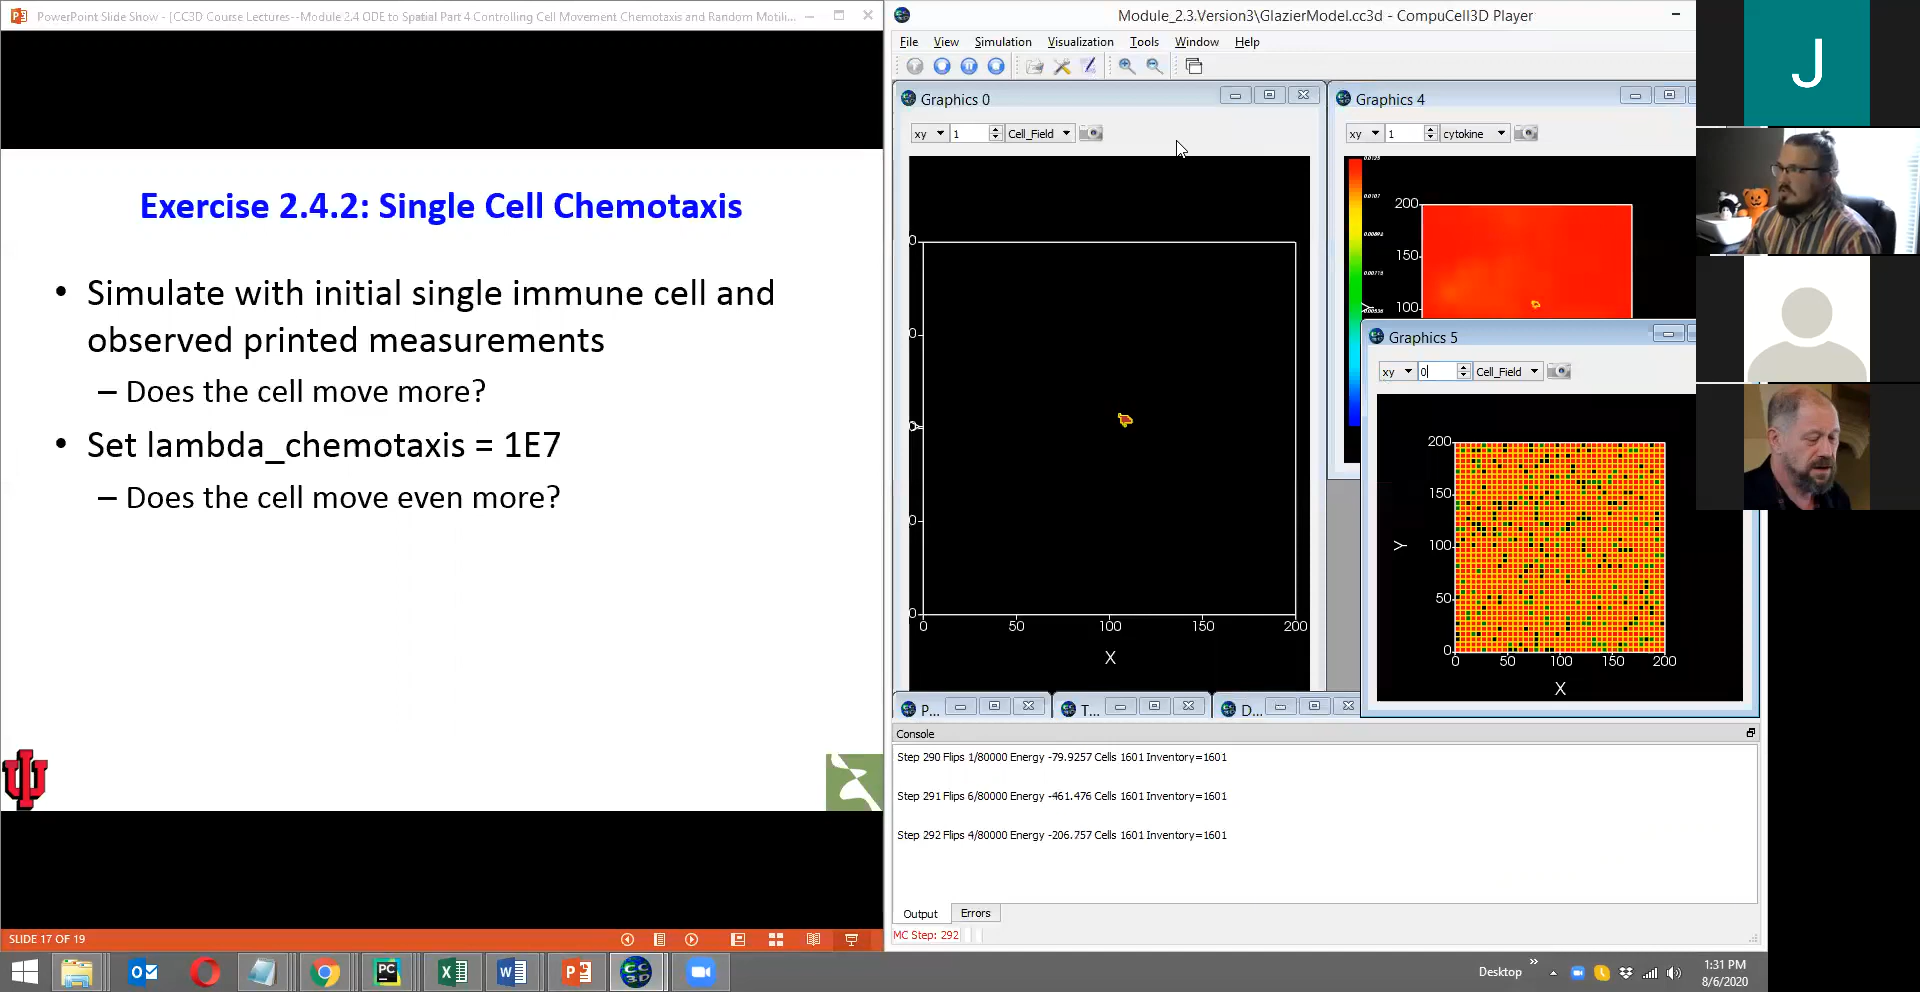 PowerPoint Slide Show - [CC3D Course Lectures--Module 2.4 ODE to Spatial Part 4 Controlling Cell Movement Chemotaxis and Random Motili...
Exercise 2.4.2: Single Cell Chemotaxis
• Simulate with initial single immune cell and
observed printed measurements
– Does the cell move more?
• Set lambda_chemotaxis = 1E7
– Does the cell move even more?
SLIDE 17 OF 19
Module_2.3.Version3\GlazierModel.cc3d - CompuCell3D Player
File View Simulation Visualization Tools Window Help
Graphics 0
xy 1 Cell_Field
0
0
0
0
0
0 50 100 150 200
X
Graphics 4
xy 1 cytokine
200
150
100
Graphics 5
xy 0 Cell_Field
200
150
Y 100
50
0
0 50 100 150 200
X
P...
T...
D...
Console
Step 290 Flips 1/80000 Energy -79.9257 Cells 1601 Inventory=1601
Step 291 Flips 6/80000 Energy -461.476 Cells 1601 Inventory=1601
Step 292 Flips 4/80000 Energy -206.757 Cells 1601 Inventory=1601
Output Errors
MC Step: 292
J
Desktop
1:31 PM
8/6/2020